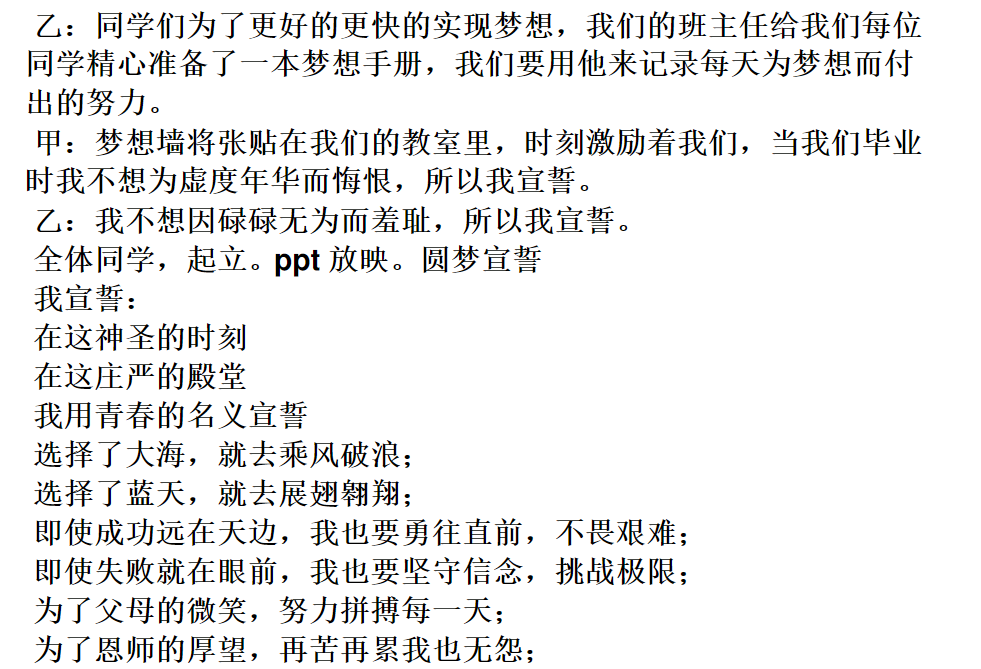 乙：同学们为了更好的更快的实现梦想，我们的班主任给我们每位
同学精心准备了一本梦想手册，我们要用他来记录每天为梦想而付
出的努力。
甲：梦想墙将张贴在我们的教室里，时刻激励着我们，当我们毕业
时我不想为虚度年华而悔恨，所以我宣誓。
乙：我不想因碌碌无为而羞耻，所以我宣誓。
全体同学，起立。ppt 放映。圆梦宣誓
我宣誓：
在这神圣的时刻
在这庄严的殿堂
我用青春的名义宣誓
选择了大海，就去乘风破浪；
选择了蓝天，就去展翅翱翔；
即使成功远在天边，我也要勇往直前，不畏艰难；
即使失败就在眼前，我也要坚守信念，挑战极限；
为了父母的微笑，努力拼搏每一天；
为了恩师的厚望，再苦再累我也无怨；